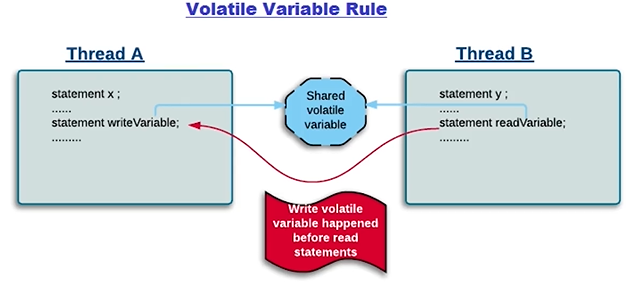 Volatile Variable Rule
Thread A
Thread B
statement x ;
......
statement writeVariable;
.........
Shared
volatile
variable
statement y ;
......
statement readVariable;
.........
Write volatile
variable happened
before read
statements